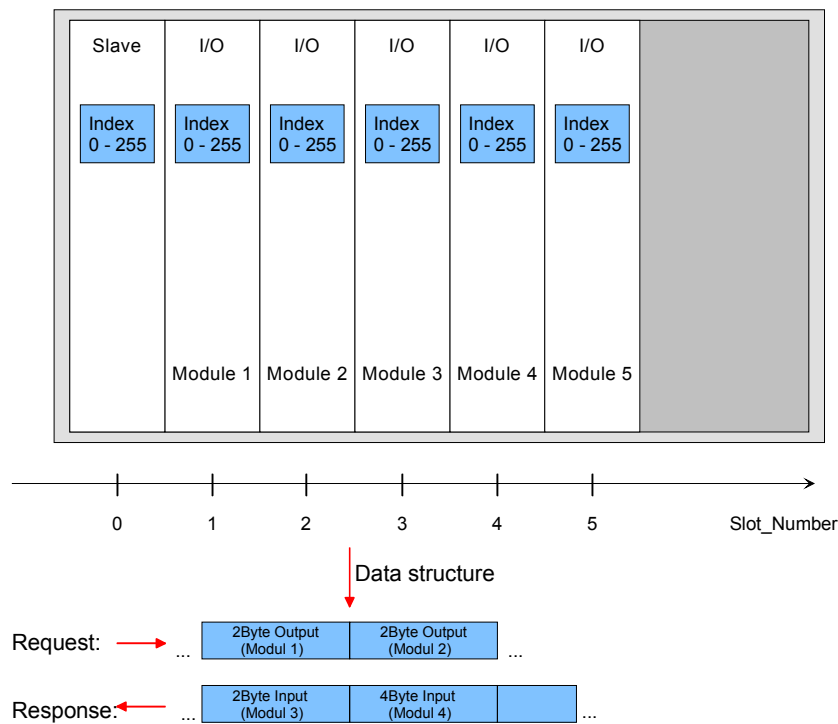 Slave I/O I/O I/O I/O I/O
Index Index Index Index Index Index
0 - 255 0 - 255 0 - 255 0 - 255 0 - 255 0 - 255
Module 1 Module 2 Module 3 Module 4 Module 5
0 1 2 3 4 5 Slot_Number
Data structure
Request: ... 2Byte Output 2Byte Output ...
(Modul 1) (Modul 2)
Response: ... 2Byte Input 4Byte Input ...
(Modul 3) (Modul 4)